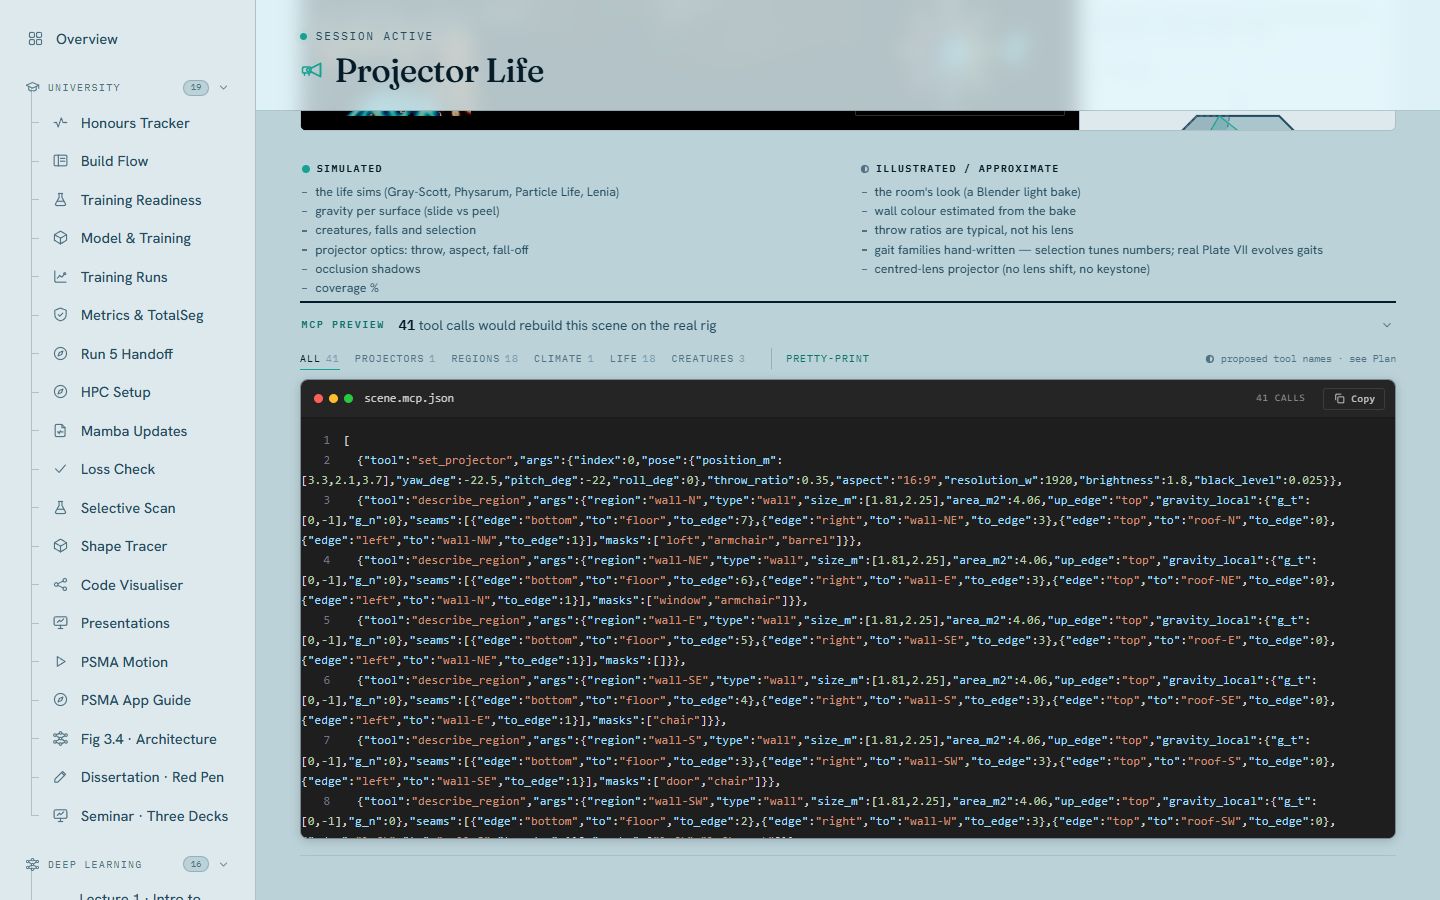 Overview
UNIVERSITY 19
Honours Tracker
Build Flow
Training Readiness
Model & Training
Training Runs
Metrics & TotalSeg
Run 5 Handoff
HPC Setup
Mamba Updates
Loss Check
Selective Scan
Shape Tracer
Code Visualiser
Presentations
PSMA Motion
PSMA App Guide
Fig 3.4 · Architecture
Dissertation · Red Pen
Seminar · Three Decks
DEEP LEARNING 16
Lecture 1 · Intro to
SESSION ACTIVE
Projector Life
SIMULATED
– the life sims (Gray-Scott, Physarum, Particle Life, Lenia)
– gravity per surface (slide vs peel)
– creatures, falls and selection
– projector optics: throw, aspect, fall-off
– occlusion shadows
– coverage %
ILLUSTRATED / APPROXIMATE
– the room's look (a Blender light bake)
– wall colour estimated from the bake
– throw ratios are typical, not his lens
– gait families hand-written — selection tunes numbers; real Plate VII evolves gaits
– centred-lens projector (no lens shift, no keystone)
MCP PREVIEW 41 tool calls would rebuild this scene on the real rig
ALL 41 PROJECTORS 1 REGIONS 18 CLIMATE 1 LIFE 18 CREATURES 3 PRETTY-PRINT proposed tool names · see Plan
scene.mcp.json 41 CALLS Copy
1 [
2 {"tool":"set_projector","args":{"index":0,"pose":{"position_m":
[3.3,2.1,3.7],"yaw_deg":-22.5,"pitch_deg":-22,"roll_deg":0},"throw_ratio":0.35,"aspect":"16:9","resolution_w":1920,"brightness":1.8,"black_level":0.025}},
3 {"tool":"describe_region","args":{"region":"wall-N","type":"wall","size_m":[1.81,2.25],"area_m2":4.06,"up_edge":"top","gravity_local":{"g_t":
[0,-1],"g_n":0},"seams":[{"edge":"bottom","to":"floor","to_edge":7},{"edge":"right","to":"wall-NE","to_edge":3},{"edge":"top","to":"roof-N","to_edge":0},
{"edge":"left","to":"wall-NW","to_edge":1}],"masks":["loft","armchair","barrel"]}},
4 {"tool":"describe_region","args":{"region":"wall-NE","type":"wall","size_m":[1.81,2.25],"area_m2":4.06,"up_edge":"top","gravity_local":{"g_t":
[0,-1],"g_n":0},"seams":[{"edge":"bottom","to":"floor","to_edge":6},{"edge":"right","to":"wall-E","to_edge":3},{"edge":"top","to":"roof-NE","to_edge":0},
{"edge":"left","to":"wall-N","to_edge":1}],"masks":["window","armchair"]}},
5 {"tool":"describe_region","args":{"region":"wall-E","type":"wall","size_m":[1.81,2.25],"area_m2":4.06,"up_edge":"top","gravity_local":{"g_t":
[0,-1],"g_n":0},"seams":[{"edge":"bottom","to":"floor","to_edge":5},{"edge":"right","to":"wall-SE","to_edge":3},{"edge":"top","to":"roof-E","to_edge":0},
{"edge":"left","to":"wall-NE","to_edge":1}],"masks":[]}},
6 {"tool":"describe_region","args":{"region":"wall-SE","type":"wall","size_m":[1.81,2.25],"area_m2":4.06,"up_edge":"top","gravity_local":{"g_t":
[0,-1],"g_n":0},"seams":[{"edge":"bottom","to":"floor","to_edge":4},{"edge":"right","to":"wall-S","to_edge":3},{"edge":"top","to":"roof-SE","to_edge":0},
{"edge":"left","to":"wall-E","to_edge":1}],"masks":["chair"]}},
7 {"tool":"describe_region","args":{"region":"wall-S","type":"wall","size_m":[1.81,2.25],"area_m2":4.06,"up_edge":"top","gravity_local":{"g_t":
[0,-1],"g_n":0},"seams":[{"edge":"bottom","to":"floor","to_edge":3},{"edge":"right","to":"wall-SW","to_edge":3},{"edge":"top","to":"roof-S","to_edge":0},
{"edge":"left","to":"wall-SE","to_edge":1}],"masks":["door","chair"]}},
8 {"tool":"describe_region","args":{"region":"wall-SW","type":"wall","size_m":[1.81,2.25],"area_m2":4.06,"up_edge":"top","gravity_local":{"g_t":
[0,-1],"g_n":0},"seams":[{"edge":"bottom","to":"floor","to_edge":2},{"edge":"right","to":"wall-W","to_edge":3},{"edge":"top","to":"roof-SW","to_edge":0},